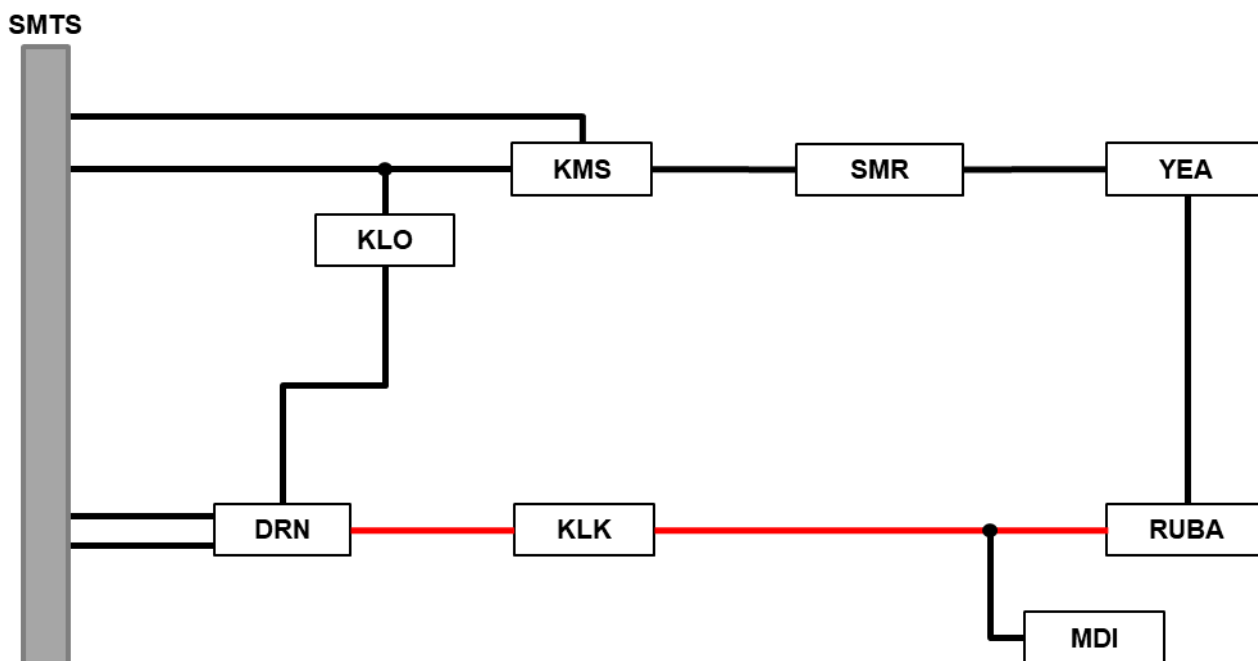 SMTS
KMS
SMR
YEA
KLO
DRN
KLK
RUBA
MDI